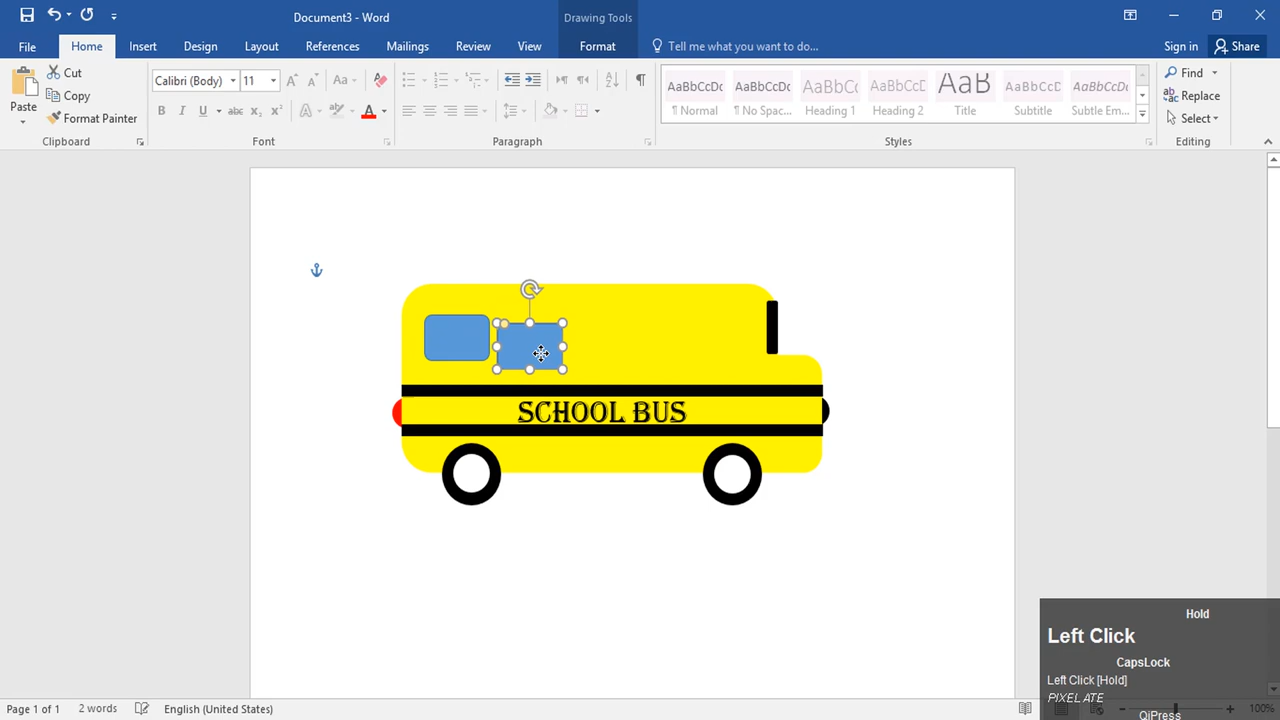 Document3 - Word
Drawing Tools
File
Home
Insert
Design
Layout
References
Mailings
Review
View
Format
Tell me what you want to do...
Sign in
Share
Paste
Cut
Copy
Format Painter
Clipboard
Calibri (Body)
11
Font
Paragraph
AaBbCcDc
¶ Normal
AaBbCcDc
¶ No Spac...
AaBbCc
Heading 1
AaBbCcD
Heading 2
AaB
Title
AaBbCcD
Subtitle
AaBbCcDc
Subtle Em...
Styles
Find
Replace
Select
Editing
SCHOOL BUS
Hold
Left Click
CapsLock
Left Click [Hold]
PIXEL ATE
QiPress
Page 1 of 1
2 words
English (United States)
100%